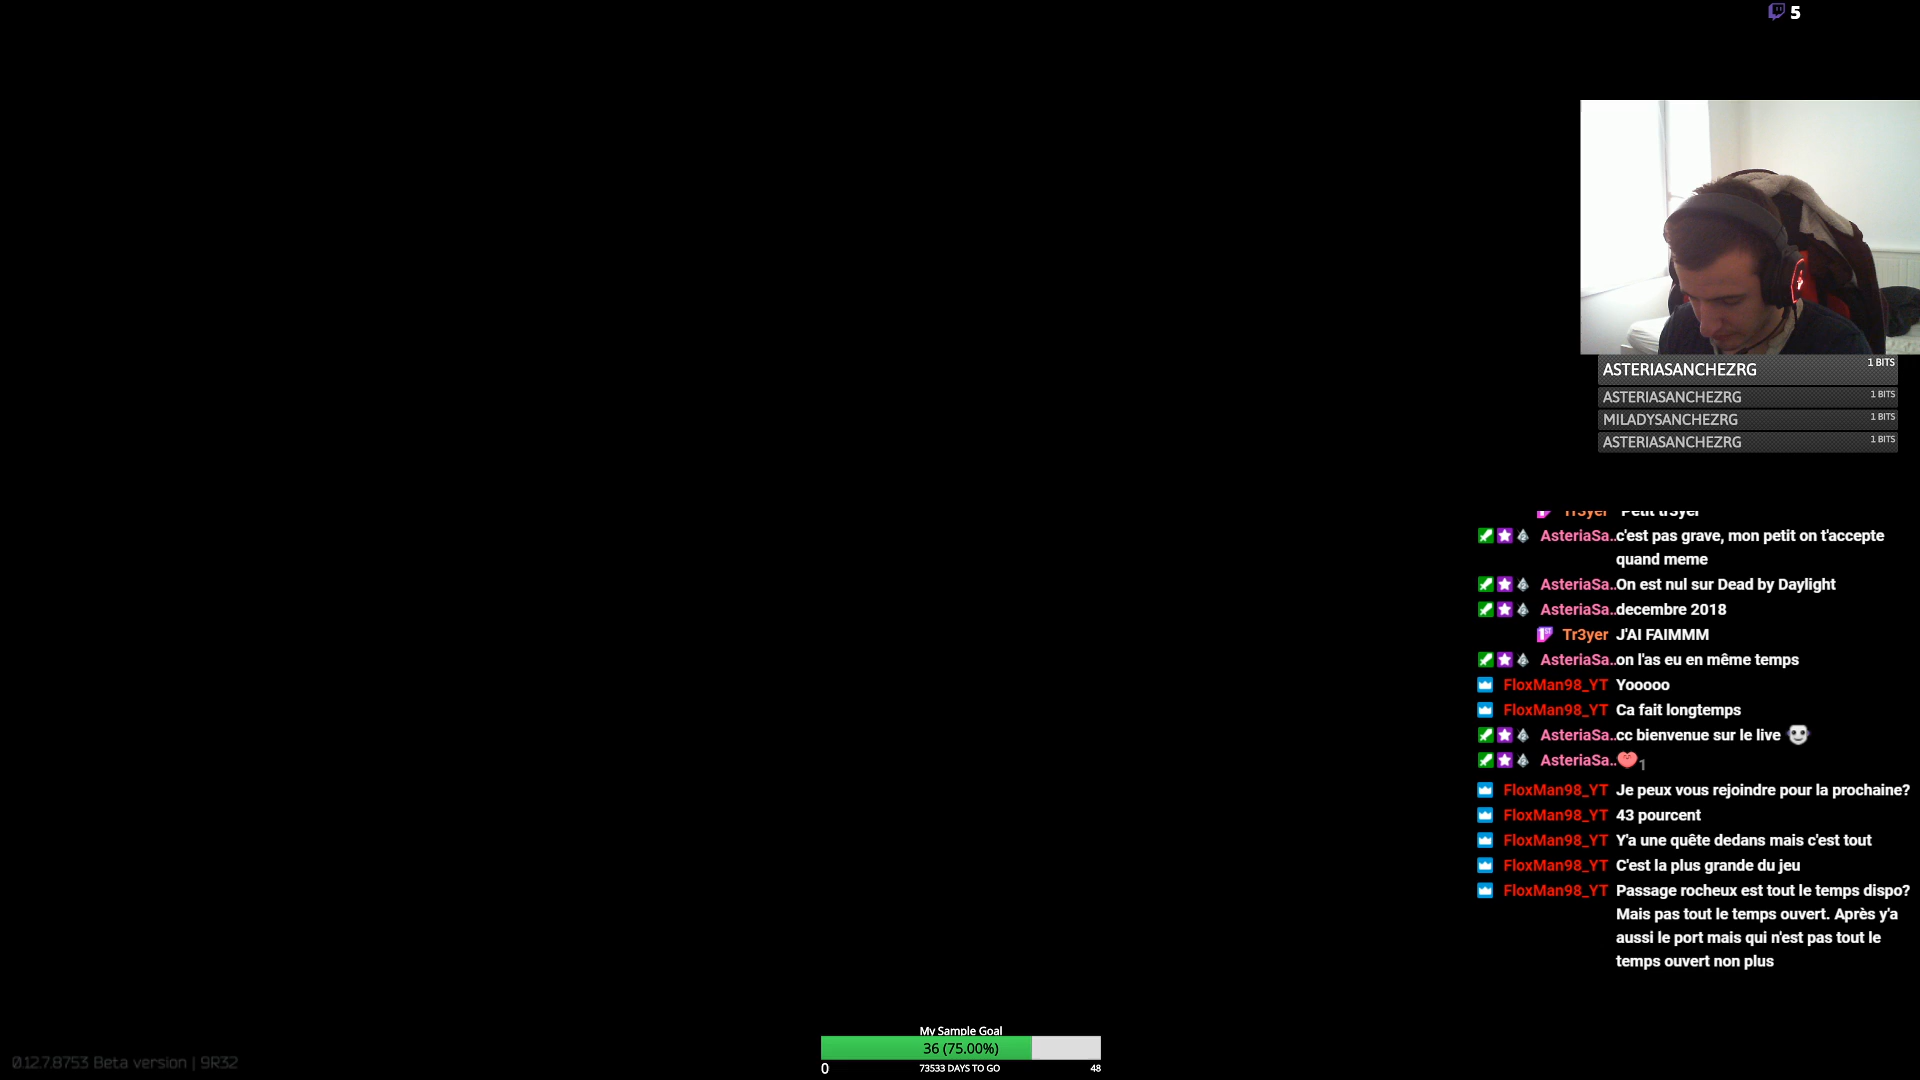 5
ASTERIASANCHEZRG 1 BITS
ASTERIASANCHEZRG 1 BITS
MILADYSANCHEZRG 1 BITS
ASTERIASANCHEZRG 1 BITS
Tr3yer Petit tr3yer
AsteriaSa..c'est pas grave, mon petit on t'accepte
quand meme
AsteriaSa..On est nul sur Dead by Daylight
AsteriaSa..decembre 2018
Tr3yer J'AI FAIMMM
AsteriaSa..on l'as eu en même temps
FloxMan98_YT Yooooo
FloxMan98_YT Ca fait longtemps
AsteriaSa..cc bienvenue sur le live
AsteriaSa.. 1
FloxMan98_YT Je peux vous rejoindre pour la prochaine?
FloxMan98_YT 43 pourcent
FloxMan98_YT Y'a une quête dedans mais c'est tout
FloxMan98_YT C'est la plus grande du jeu
FloxMan98_YT Passage rocheux est tout le temps dispo?
Mais pas tout le temps ouvert. Après y'a
aussi le port mais qui n'est pas tout le
temps ouvert non plus
My Sample Goal
36 (75.00%)
0 73533 DAYS TO GO 48
0.12.7.8753 Beta version | 9R32